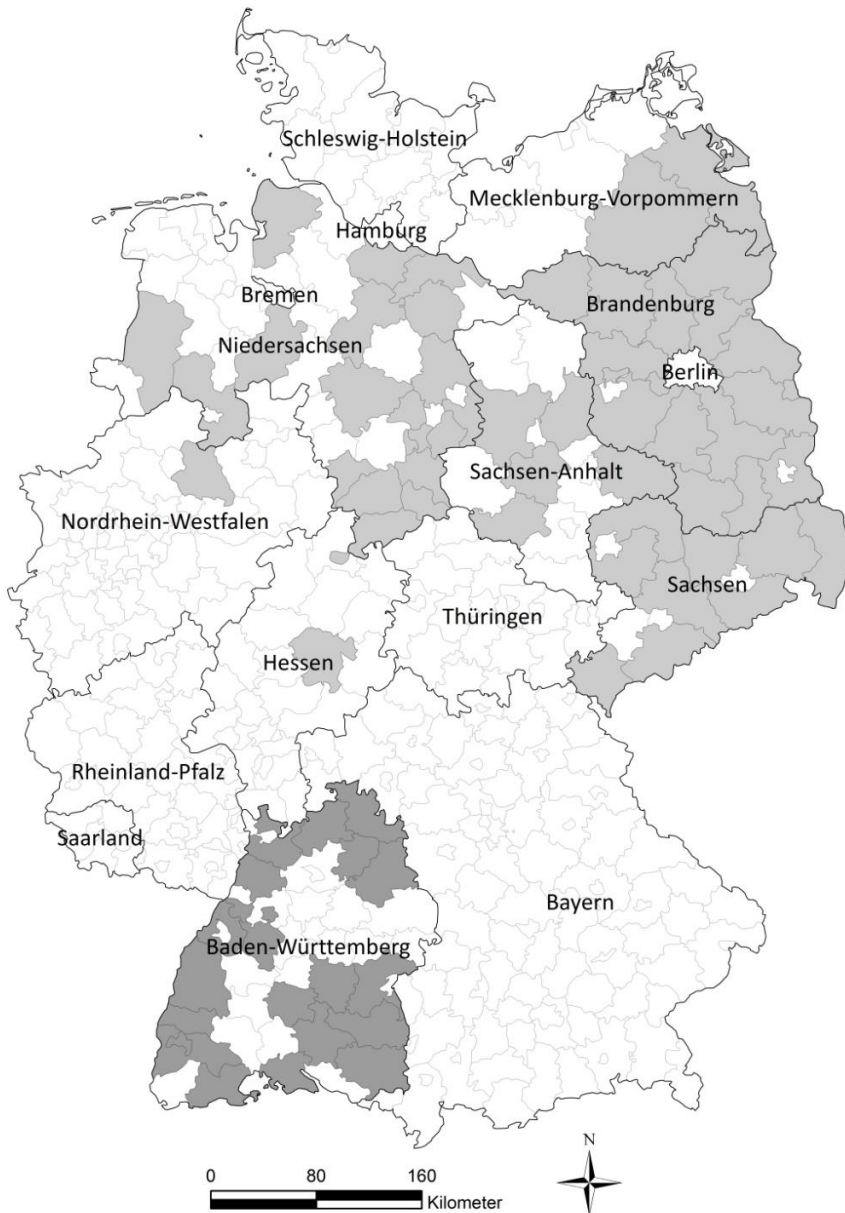 Schleswig-Holstein
Mecklenburg-Vorpommern
Hamburg
Bremen
Brandenburg
Niedersachsen
Berlin
Sachsen-Anhalt
Nordrhein-Westfalen
Sachsen
Thüringen
Hessen
Rheinland-Pfalz
Saarland
Bayern
Baden-Württemberg
N
0 80 160
Kilometer